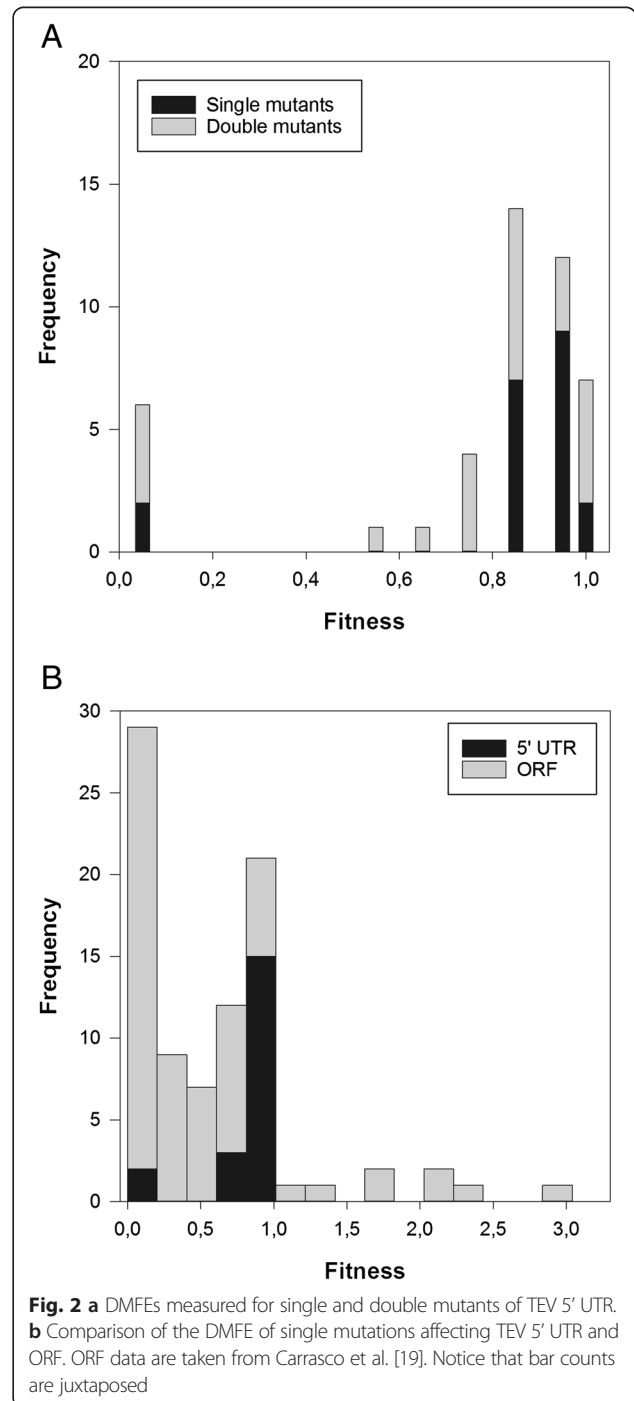 A
20
15
10
5
0
Frequency
Single mutants
Double mutants
0,0 0,2 0,4 0,6 0,8 1,0
Fitness
B
30
25
20
15
10
5
0
Frequency
5' UTR
ORF
0,0 0,5 1,0 1,5 2,0 2,5 3,0
Fitness
Fig. 2 a DMFEs measured for single and double mutants of TEV 5′ UTR.
b Comparison of the DMFE of single mutations affecting TEV 5′ UTR and
ORF. ORF data are taken from Carrasco et al. [19]. Notice that bar counts
are juxtaposed